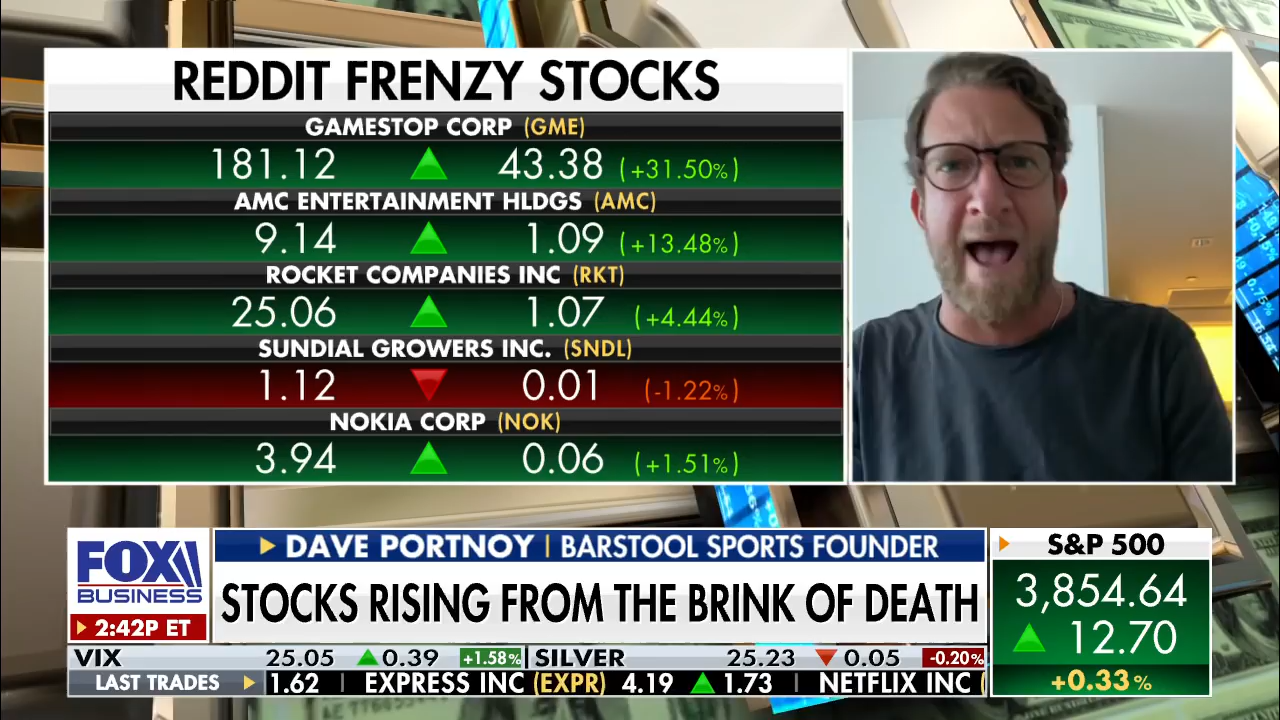 REDDIT FRENZY STOCKS
GAMESTOP CORP (GME)
181.12 ▲ 43.38 (+31.50%)
AMC ENTERTAINMENT HLDGS (AMC)
9.14 ▲ 1.09 (+13.48%)
ROCKET COMPANIES INC (RKT)
25.06 ▲ 1.07 (+4.44%)
SUNDIAL GROWERS INC. (SNDL)
1.12 ▼ 0.01 (-1.22%)
NOKIA CORP (NOK)
3.94 ▲ 0.06 (+1.51%)
FOX
BUSINESS
2:42P ET
DAVE PORTNOY | BARSTOOL SPORTS FOUNDER
STOCKS RISING FROM THE BRINK OF DEATH
S&P 500
3,854.64
▲ 12.70
+0.33%
VIX 25.05 ▲ 0.39 +1.58% SILVER 25.23 ▼ 0.05 -0.20%
LAST TRADES 1.62 | EXPRESS INC (EXPR) 4.19 ▲ 1.73 | NETFLIX INC (